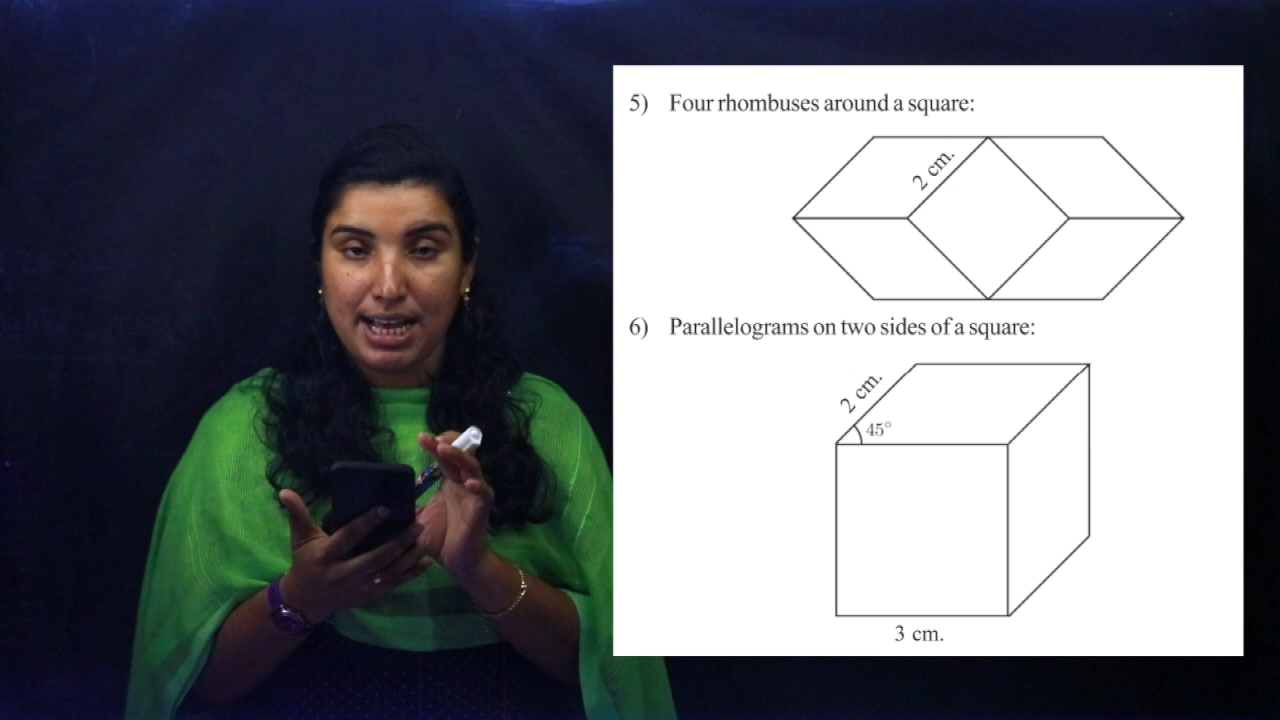 5) Four rhombuses around a square:
2 cm.
6) Parallelograms on two sides of a square:
2 cm.
45°
3 cm.